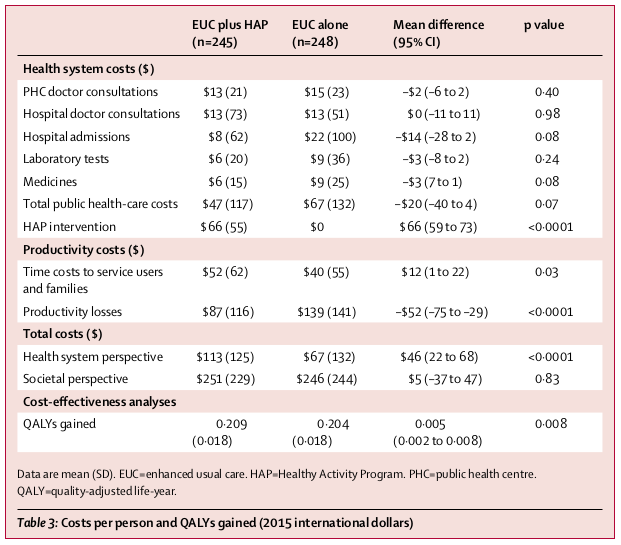 EUC plus HAP (n=245) EUC alone (n=248) Mean difference (95% CI) p value
Health system costs ($)
PHC doctor consultations $13 (21) $15 (23) –$2 (–6 to 2) 0·40
Hospital doctor consultations $13 (73) $13 (51) $0 (–11 to 11) 0·98
Hospital admissions $8 (62) $22 (100) –$14 (–28 to 2) 0·08
Laboratory tests $6 (20) $9 (36) –$3 (–8 to 2) 0·24
Medicines $6 (15) $9 (25) –$3 (7 to 1) 0·08
Total public health-care costs $47 (117) $67 (132) –$20 (–40 to 4) 0·07
HAP intervention $66 (55) $0 $66 (59 to 73) <0·0001
Productivity costs ($)
Time costs to service users and families $52 (62) $40 (55) $12 (1 to 22) 0·03
Productivity losses $87 (116) $139 (141) –$52 (–75 to –29) <0·0001
Total costs ($)
Health system perspective $113 (125) $67 (132) $46 (22 to 68) <0·0001
Societal perspective $251 (229) $246 (244) $5 (–37 to 47) 0·83
Cost-effectiveness analyses
QALYs gained 0·209 (0·018) 0·204 (0·018) 0·005 (0·002 to 0·008) 0·008
Data are mean (SD). EUC=enhanced usual care. HAP=Healthy Activity Program. PHC=public health centre.
QALY=quality-adjusted life-year.
Table 3: Costs per person and QALYs gained (2015 international dollars)